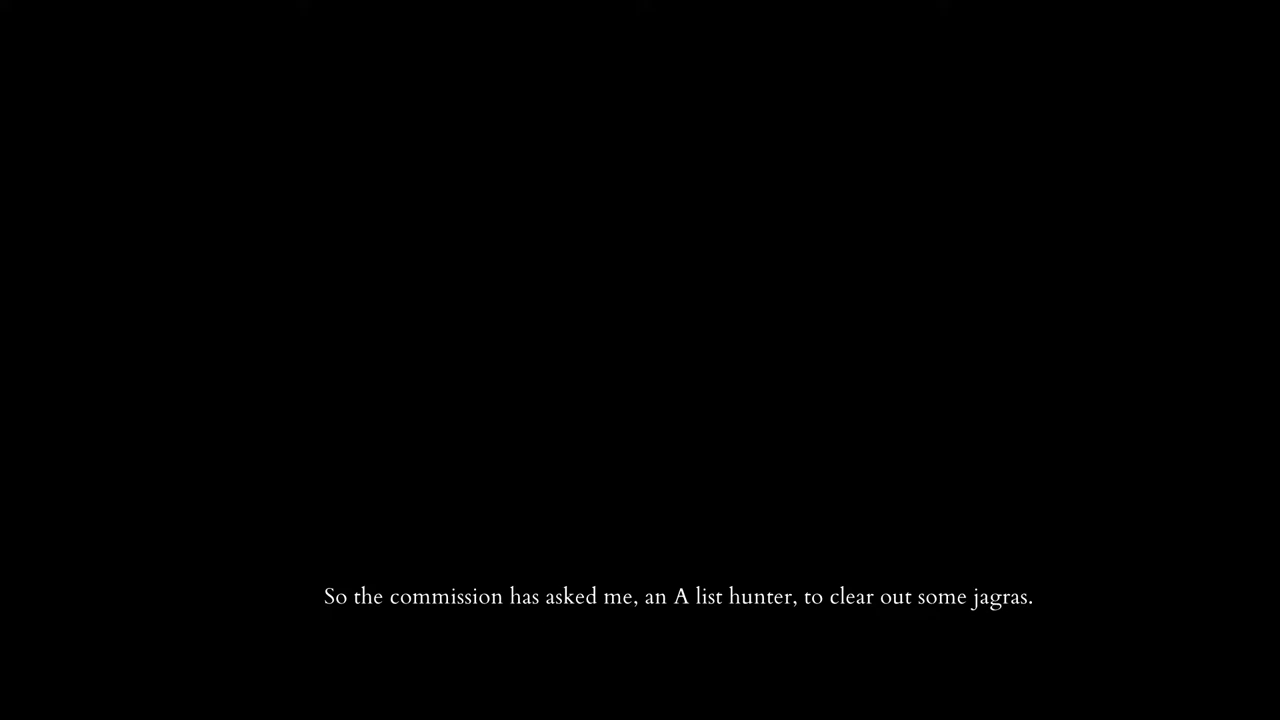 So the commission has asked me, an A list hunter, to clear out some jagras.